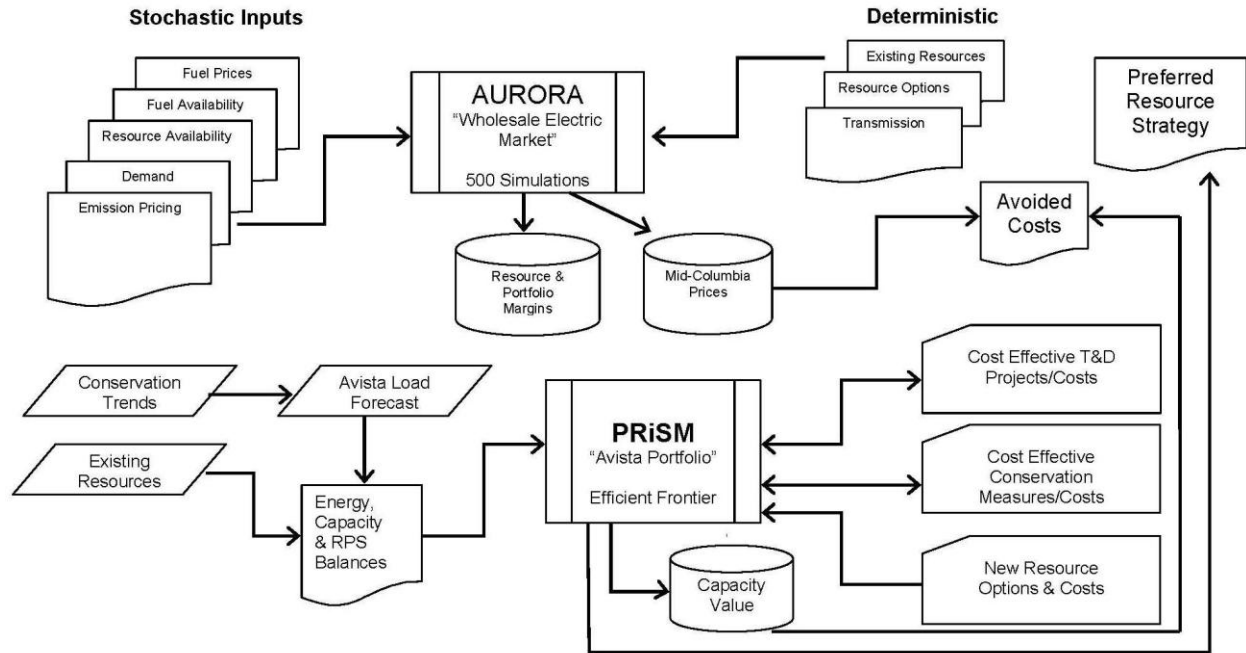 Stochastic Inputs
Deterministic
Fuel Prices
Fuel Availability
Resource Availability
Demand
Emission Pricing
AURORA
“Wholesale Electric
Market”
500 Simulations
Existing Resources
Resource Options
Transmission
Preferred
Resource
Strategy
Resource &
Portfolio
Margins
Mid-Columbia
Prices
Avoided
Costs
Conservation
Trends
Avista Load
Forecast
Existing
Resources
Energy,
Capacity
& RPS
Balances
PRiSM
“Avista Portfolio”
Efficient Frontier
Capacity
Value
Cost Effective T&D
Projects/Costs
Cost Effective
Conservation
Measures/Costs
New Resource
Options & Costs